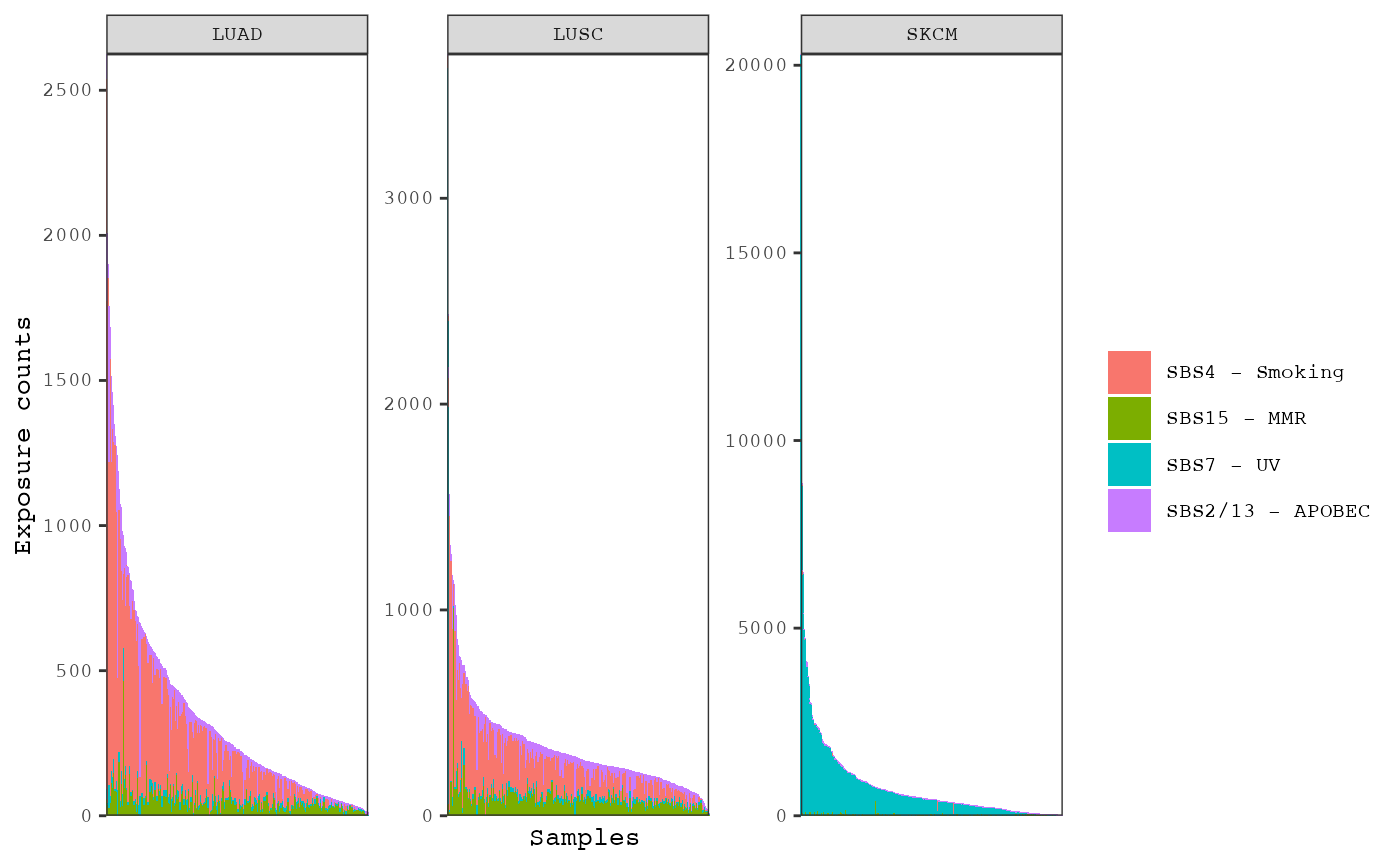 LUAD
LUSC
SKCM
Exposure counts
2500
2000
1500
1000
500
0
3000
2000
1000
0
20000
15000
10000
5000
0
Samples
SBS4 - Smoking
SBS15 - MMR
SBS7 - UV
SBS2/13 - APOBEC